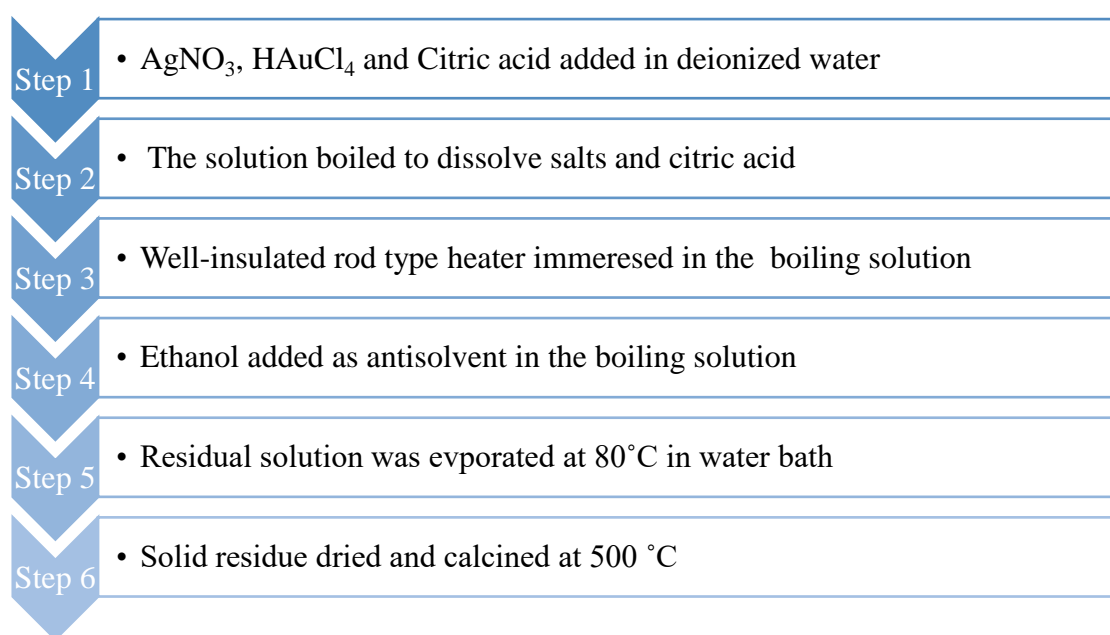 Step 1
• AgNO₃, HAuCl₄ and Citric acid added in deionized water
Step 2
• The solution boiled to dissolve salts and citric acid
Step 3
• Well-insulated rod type heater immeresed in the boiling solution
Step 4
• Ethanol added as antisolvent in the boiling solution
Step 5
• Residual solution was evporated at 80˚C in water bath
Step 6
• Solid residue dried and calcined at 500 ˚C